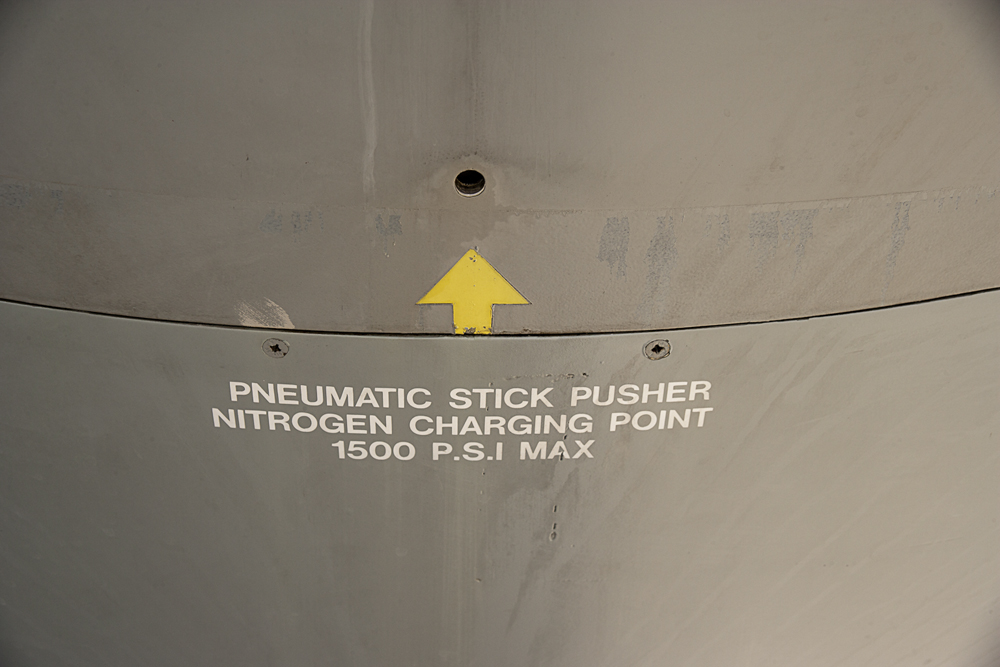 PNEUMATIC STICK PUSHER
NITROGEN CHARGING POINT
1500 P.S.I MAX